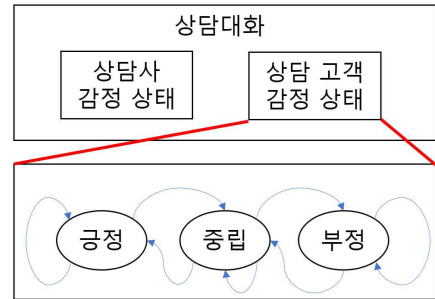 상담대화
상담사
감정 상태
상담 고객
감정 상태
긍정
중립
부정